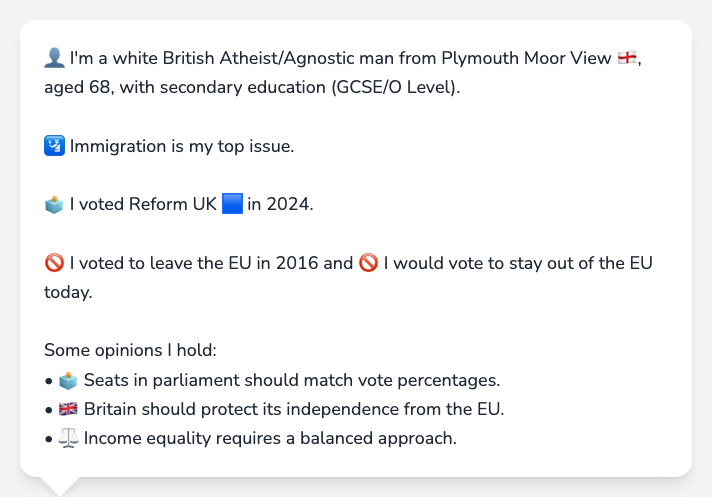 👤 I'm a white British Atheist/Agnostic man from Plymouth Moor View 🏴󠁧󠁢󠁥󠁮󠁧󠁿,
aged 68, with secondary education (GCSE/O Level).
🛂 Immigration is my top issue.
🗳️ I voted Reform UK 🟦 in 2024.
🚫 I voted to leave the EU in 2016 and 🚫 I would vote to stay out of the EU
today.
Some opinions I hold:
• 🗳️ Seats in parliament should match vote percentages.
• 🇬🇧 Britain should protect its independence from the EU.
• ⚖️ Income equality requires a balanced approach.